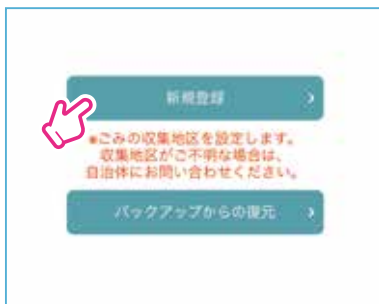 新規登録
※ごみの収集地区を設定します。
収集地区がご不明な場合は、
自治体にお問い合わせください。
バックアップからの復元